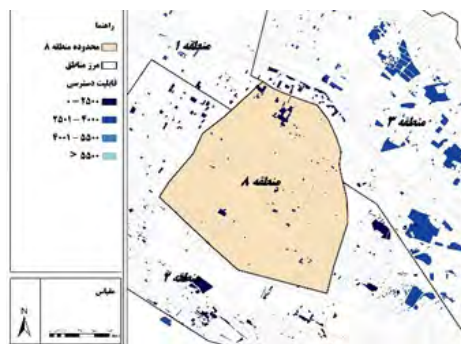 راهنما
محدوده منطقه ۸
مرز مناطق
قابلیت دسترسی
۰ – ۲۵۰۰
۲۵۰۱ – ۴۰۰۰
۴۰۰۱ – ۵۵۰۰
< ۵۵۰۰
مقیاس
N
منطقه ۱
منطقه ۳
منطقه ۸
منطقه ۲